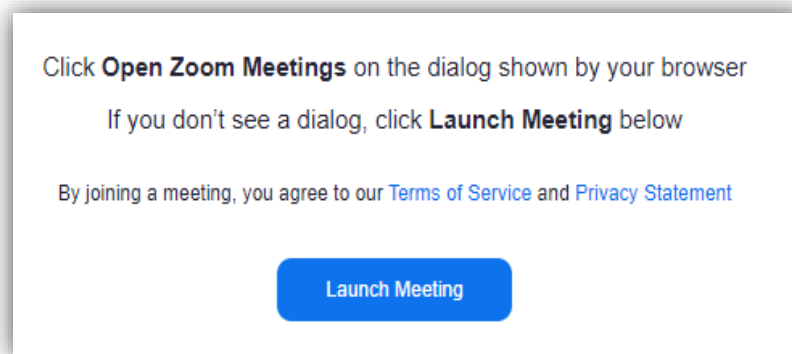 Click Open Zoom Meetings on the dialog shown by your browser
If you don’t see a dialog, click Launch Meeting below
By joining a meeting, you agree to our Terms of Service and Privacy Statement
Launch Meeting